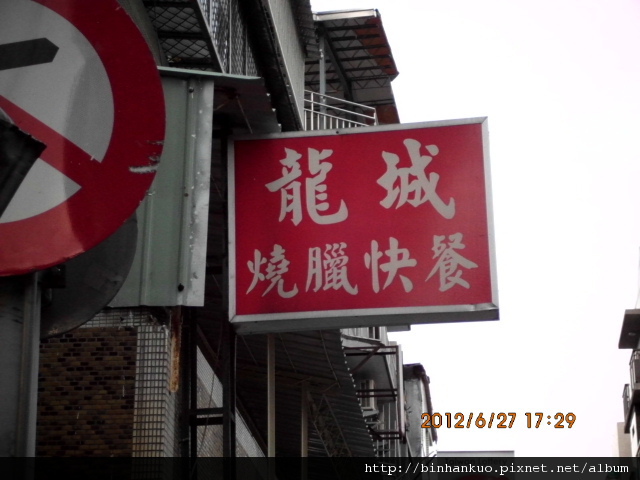 龍城
燒臘快餐
2012/6/27 17:29
http://binhankuo.pixnet.net/album